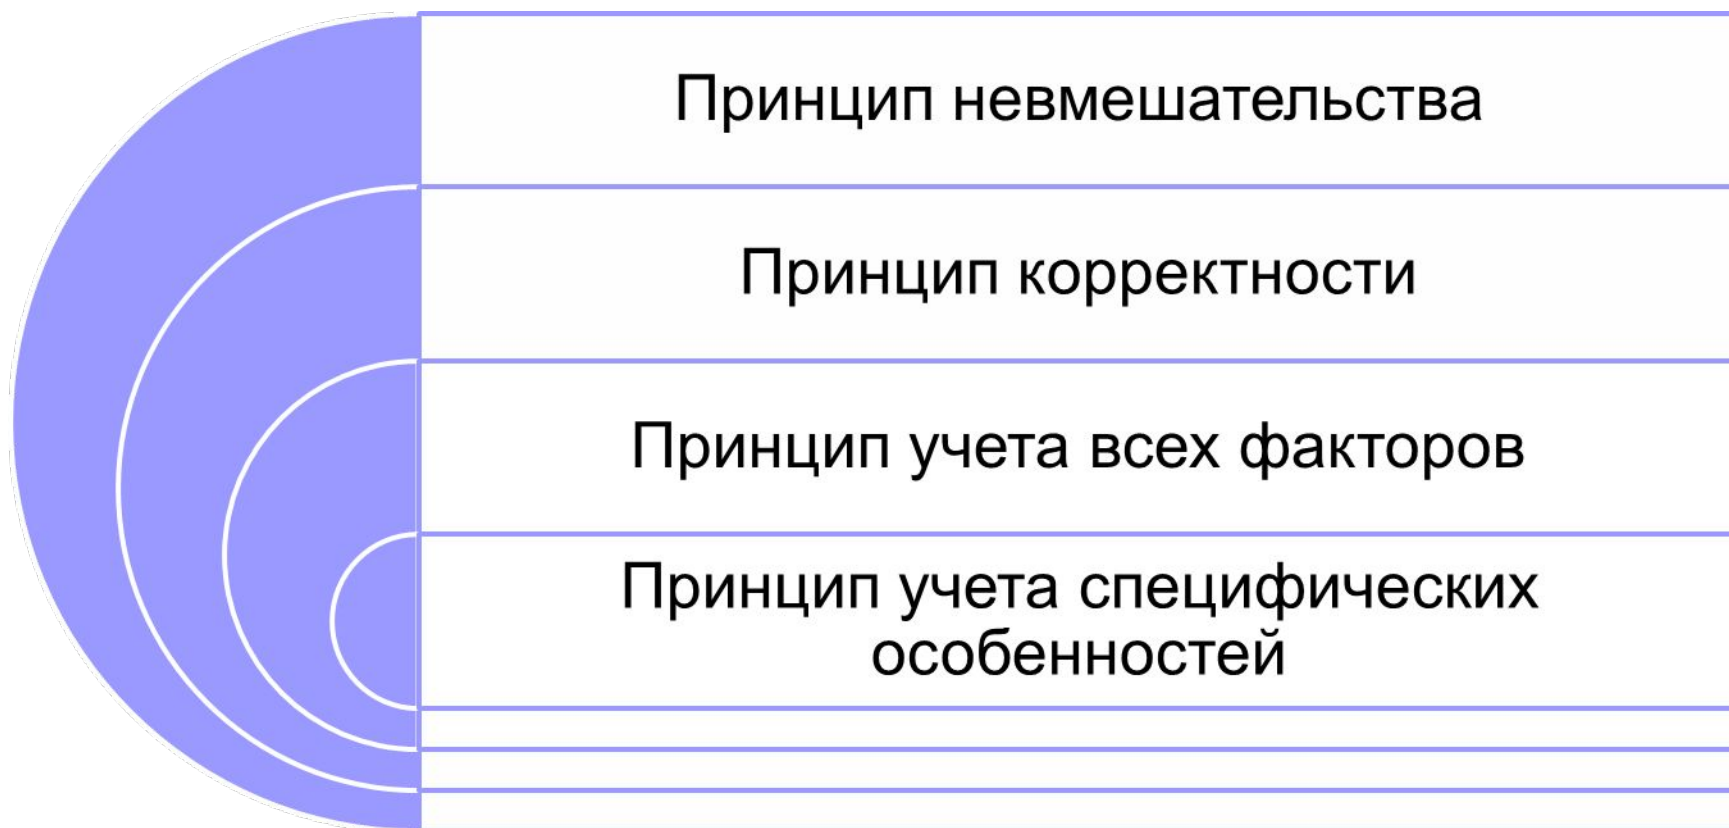 Принцип невмешательства
Принцип корректности
Принцип учета всех факторов
Принцип учета специфических
особенностей